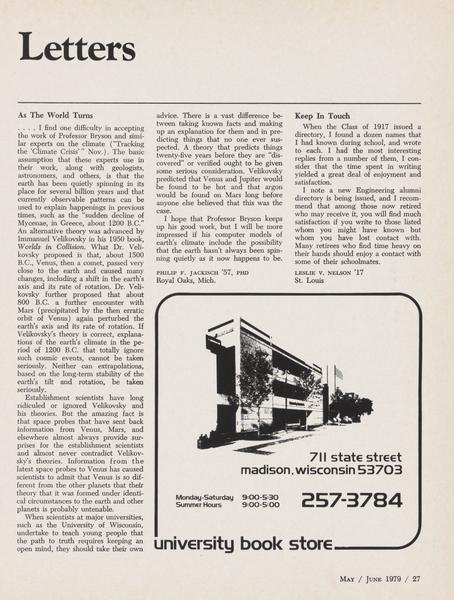 Letters
As The World Turns
. . . . I find one difficulty in accepting
the work of Professor Bryson and simi-
lar experts on the climate ("Tracking
the 'Climate Crisis'" Nov.). The basic
assumption that these experts use in
their work, along with geologists,
astronomers, and others, is that the
earth has been quietly spinning in its
place for several billion years and that
currently observable patterns can be
used to explain happenings in previous
times, such as the "sudden decline of
Mycenae, in Greece, about 1200 B.C."
An alternative theory was advanced by
Immanuel Velikovsky in his 1950 book,
Worlds in Collision. What Dr. Veli-
kovsky proposed is that, about 1500
B.C., Venus, then a comet, passed very
close to the earth and caused many
changes, including a shift in the earth's
axis and its rate of rotation. Dr. Veli-
kovsky further proposed that about
800 B.C. a further encounter with
Mars (precipitated by the then erratic
orbit of Venus) again perturbed the
earth's axis and its rate of rotation. If
Velikovsky's theory is correct, explana-
tions of the earth's climate in the pe-
riod of 1200 B.C. that totally ignore
such cosmic events, cannot be taken
seriously. Neither can extrapolations,
based on the long-term stability of the
earth's tilt and rotation, be taken
seriously.
Establishment scientists have long
ridiculed or ignored Velikovsky and
his theories. But the amazing fact is
that space probes that have sent back
information from Venus, Mars, and
elsewhere almost always provide sur-
prises for the establishment scientists
and almost never contradict Velikov-
sky's theories. Information from the
latest space probes to Venus has caused
scientists to admit that Venus is so dif-
ferent from the other planets that their
theory that it was formed under identi-
cal circumstances to the earth and other
planets is probably untenable.
When scientists at major universities,
such as the University of Wisconsin,
undertake to teach young people that
the path to truth requires keeping an
open mind, they should take their own
advice. There is a vast difference be-
tween taking known facts and making
up an explanation for them and in pre-
dicting things that no one ever sus-
pected. A theory that predicts things
twenty-five years before they are "dis-
covered" or verified ought to be given
some serious consideration. Velikovsky
predicted that Venus and Jupiter would
be found to be hot and that argon
would be found on Mars long before
anyone else believed that this was the
case.
I hope that Professor Bryson keeps
up his good work, but I will be more
impressed if his computer models of
earth's climate include the possibility
that the earth hasn't always been spin-
ning quietly as it now happens to be.
PHILIP F. JACKISCH '57, PHD
Royal Oaks, Mich.
Keep In Touch
When the Class of 1917 issued a
directory, I found a dozen names that
I had known during school, and wrote
to each. I had the most interesting
replies from a number of them, I con-
sider that the time spent in writing
yielded a great deal of enjoyment and
satisfaction.
I note a new Engineering alumni
directory is being issued, and I recom-
mend that among those now retired
who may receive it, you will find much
satisfaction if you write to those listed
whom you might have known but
whom you have lost contact with.
Many retirees who find time heavy on
their hands should enjoy a contact with
some of their schoolmates.
LESLIE V. NELSON '17
St. Louis
711 state street
madison, wisconsin 53703
Monday-Saturday 9:00-5:30
Summer Hours 9:00-5:00
257-3784
university book store
MAY / JUNE 1979 / 27